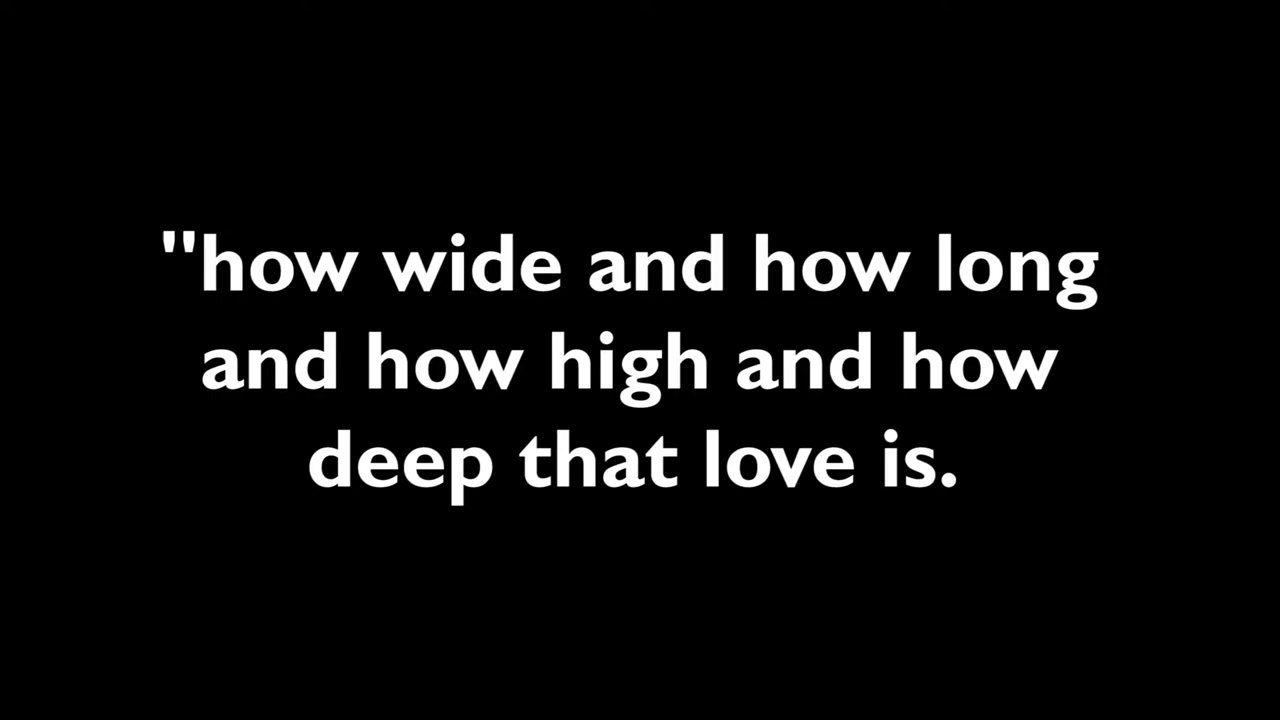 "how wide and how long
and how high and how
deep that love is.